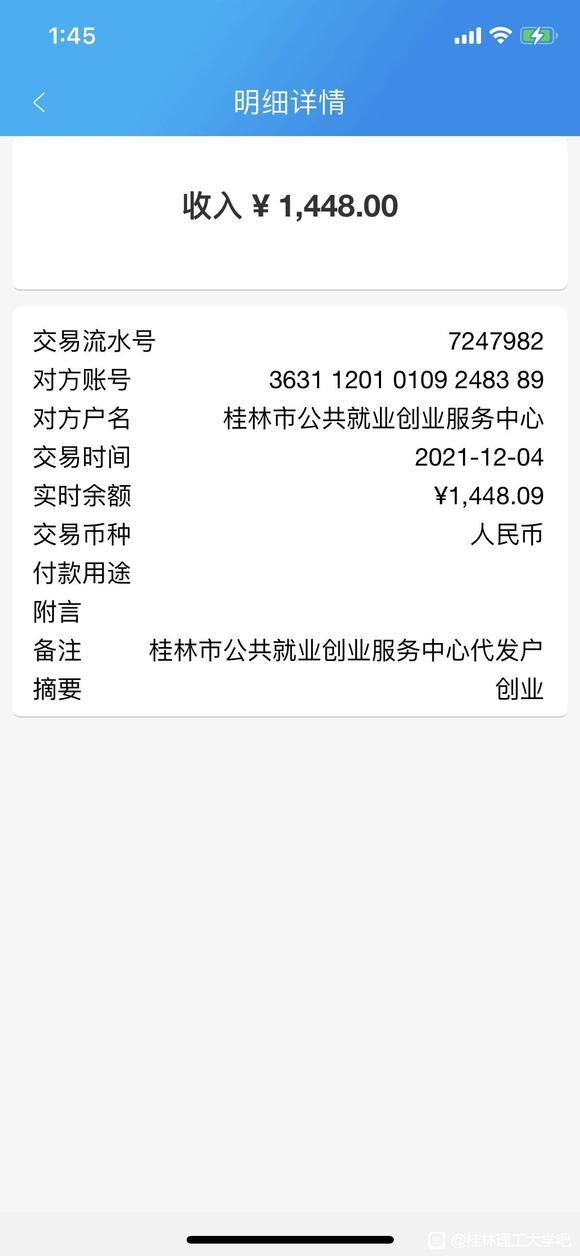 1:45
明细详情
收入 ¥ 1,448.00
交易流水号 7247982
对方账号 3631 1201 0109 2483 89
对方户名 桂林市公共就业创业服务中心
交易时间 2021-12-04
实时余额 ¥1,448.09
交易币种 人民币
付款用途
附言
备注 桂林市公共就业创业服务中心代发户
摘要 创业
@桂林理工大学吧